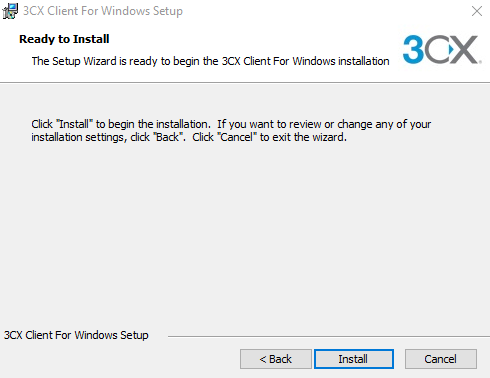 3CX Client For Windows Setup
Ready to Install
The Setup Wizard is ready to begin the 3CX Client For Windows installation
3CX
Click "Install" to begin the installation.  If you want to review or change any of your
installation settings, click "Back".  Click "Cancel" to exit the wizard.
3CX Client For Windows Setup
< Back
Install
Cancel